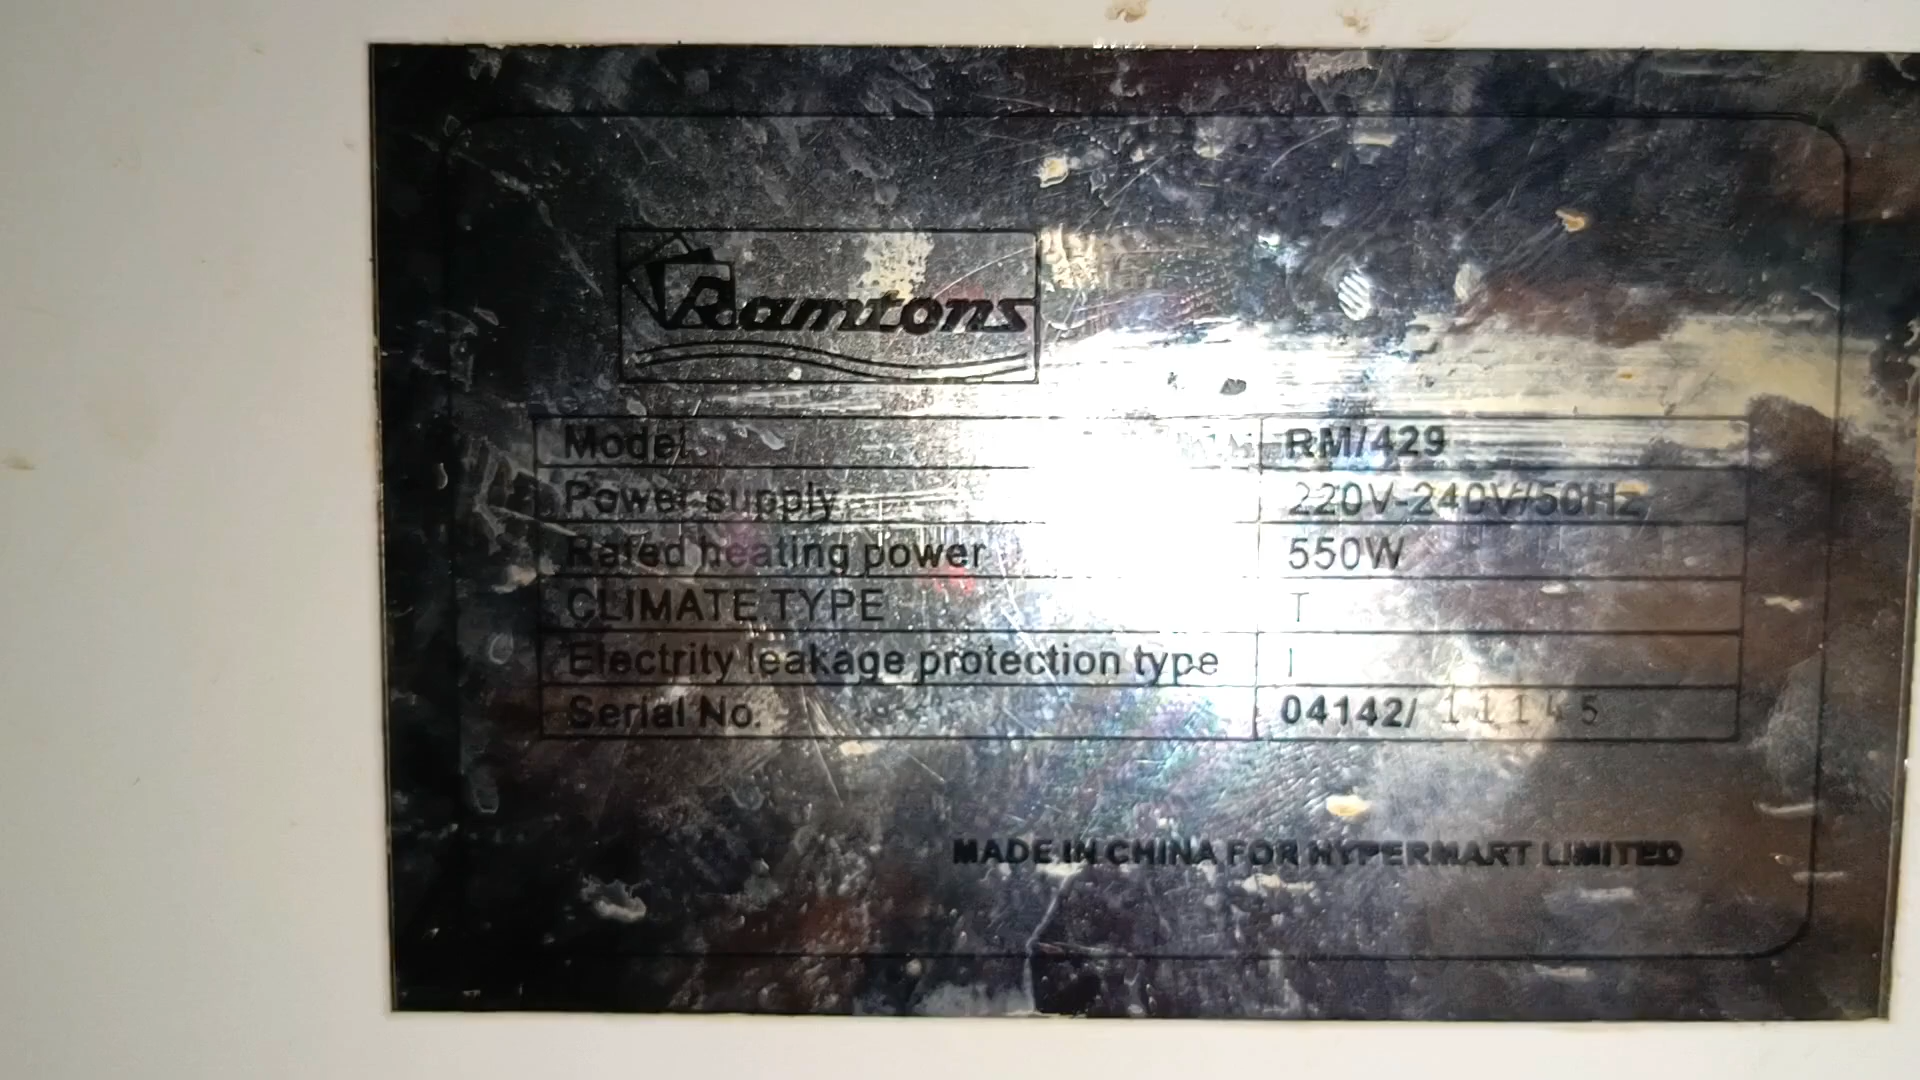 Ramtons
Model RM/429
Power supply 220V-240V/50Hz
Rated heating power 550W
CLIMATE TYPE T
Electrity leakage protection type I
Serial No. 04142/ 11145
MADE IN CHINA FOR HYPERMART LIMITED